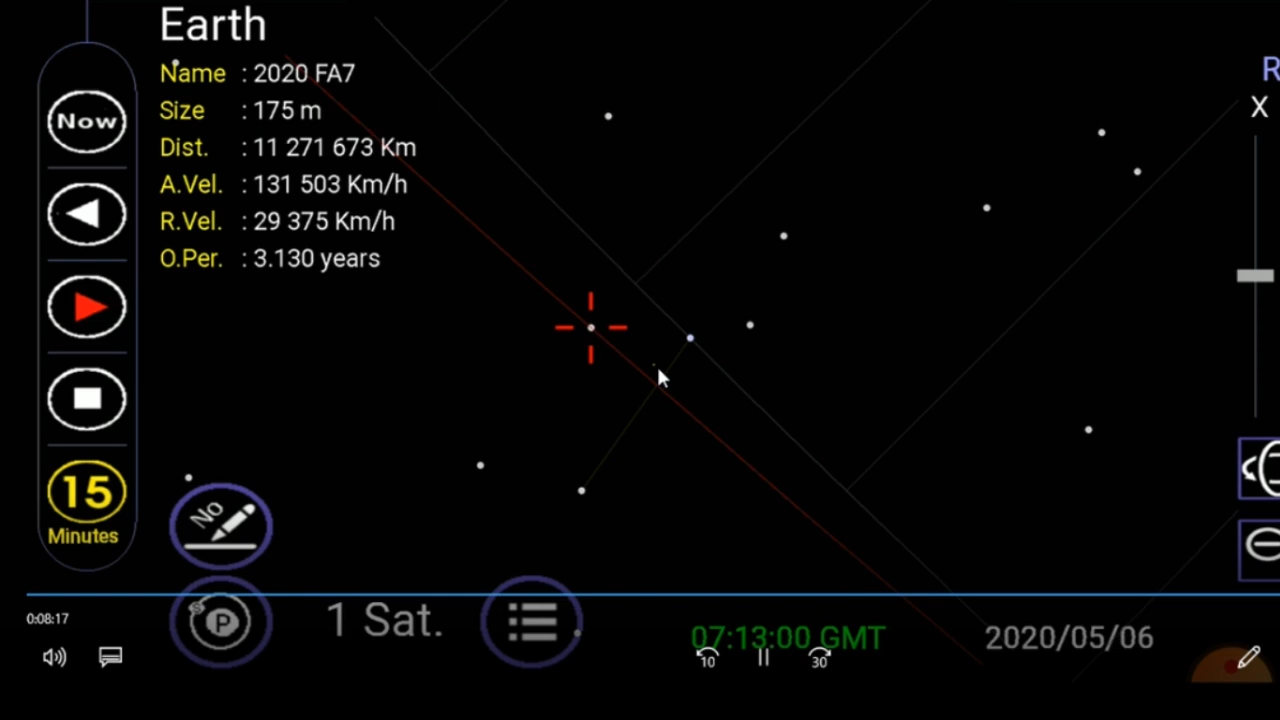 Earth
Name : 2020 FA7
Size : 175 m
Dist. : 11 271 673 Km
A.Vel. : 131 503 Km/h
R.Vel. : 29 375 Km/h
O.Per. : 3.130 years
R
X
Now
15
Minutes
No
P
1 Sat.
07:13:00 GMT
2020/05/06
0:08:17
10
30